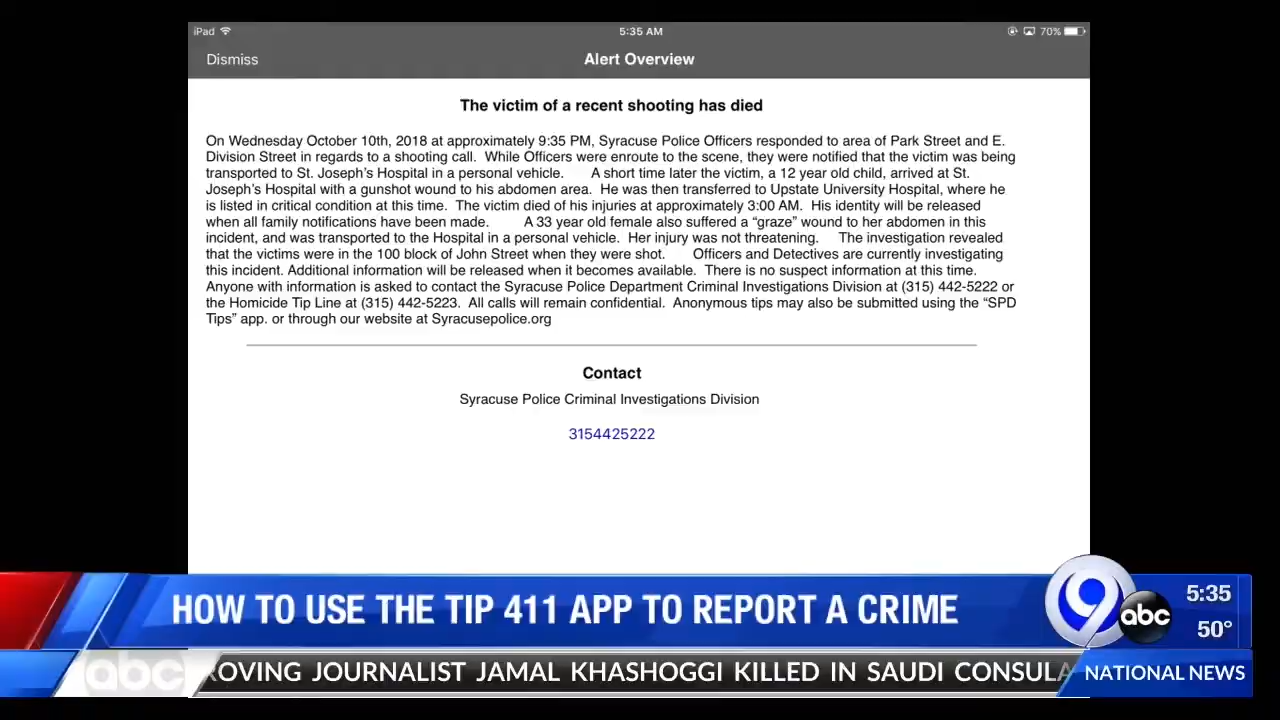 iPad
5:35 AM
70%
Dismiss
Alert Overview
The victim of a recent shooting has died
On Wednesday October 10th, 2018 at approximately 9:35 PM, Syracuse Police Officers responded to area of Park Street and E.
Division Street in regards to a shooting call. While Officers were enroute to the scene, they were notified that the victim was being
transported to St. Joseph's Hospital in a personal vehicle. A short time later the victim, a 12 year old child, arrived at St.
Joseph's Hospital with a gunshot wound to his abdomen area. He was then transferred to Upstate University Hospital, where he
is listed in critical condition at this time. The victim died of his injuries at approximately 3:00 AM. His identity will be released
when all family notifications have been made. A 33 year old female also suffered a “graze” wound to her abdomen in this
incident, and was transported to the Hospital in a personal vehicle. Her injury was not threatening. The investigation revealed
that the victims were in the 100 block of John Street when they were shot. Officers and Detectives are currently investigating
this incident. Additional information will be released when it becomes available. There is no suspect information at this time.
Anyone with information is asked to contact the Syracuse Police Department Criminal Investigations Division at (315) 442-5222 or
the Homicide Tip Line at (315) 442-5223. All calls will remain confidential. Anonymous tips may also be submitted using the “SPD
Tips” app. or through our website at Syracusepolice.org
Contact
Syracuse Police Criminal Investigations Division
3154425222
HOW TO USE THE TIP 411 APP TO REPORT A CRIME
9
abc
5:35
50°
abc
ROVING JOURNALIST JAMAL KHASHOGGI KILLED IN SAUDI CONSULA
NATIONAL NEWS